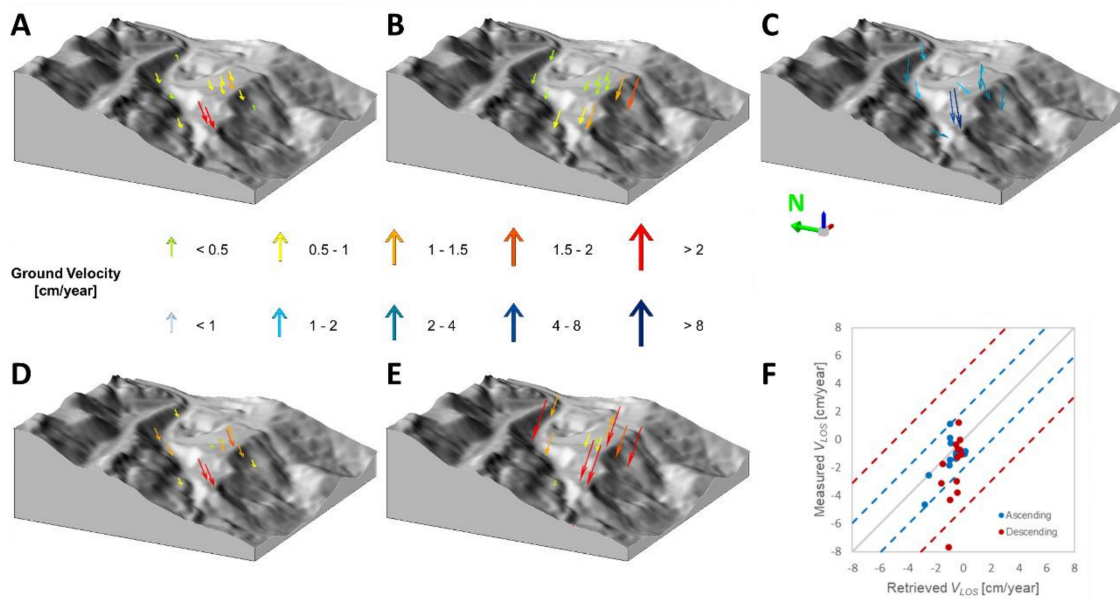 A
B
C
N
Ground Velocity
[cm/year]
< 0.5
0.5 - 1
1 - 1.5
1.5 - 2
> 2
< 1
1 - 2
2 - 4
4 - 8
> 8
D
E
F
8
6
4
2
0
-2
-4
-6
-8
Measured VLOS [cm/year]
Ascending
Descending
-8 -6 -4 -2 0 2 4 6 8
Retrieved VLOS [cm/year]